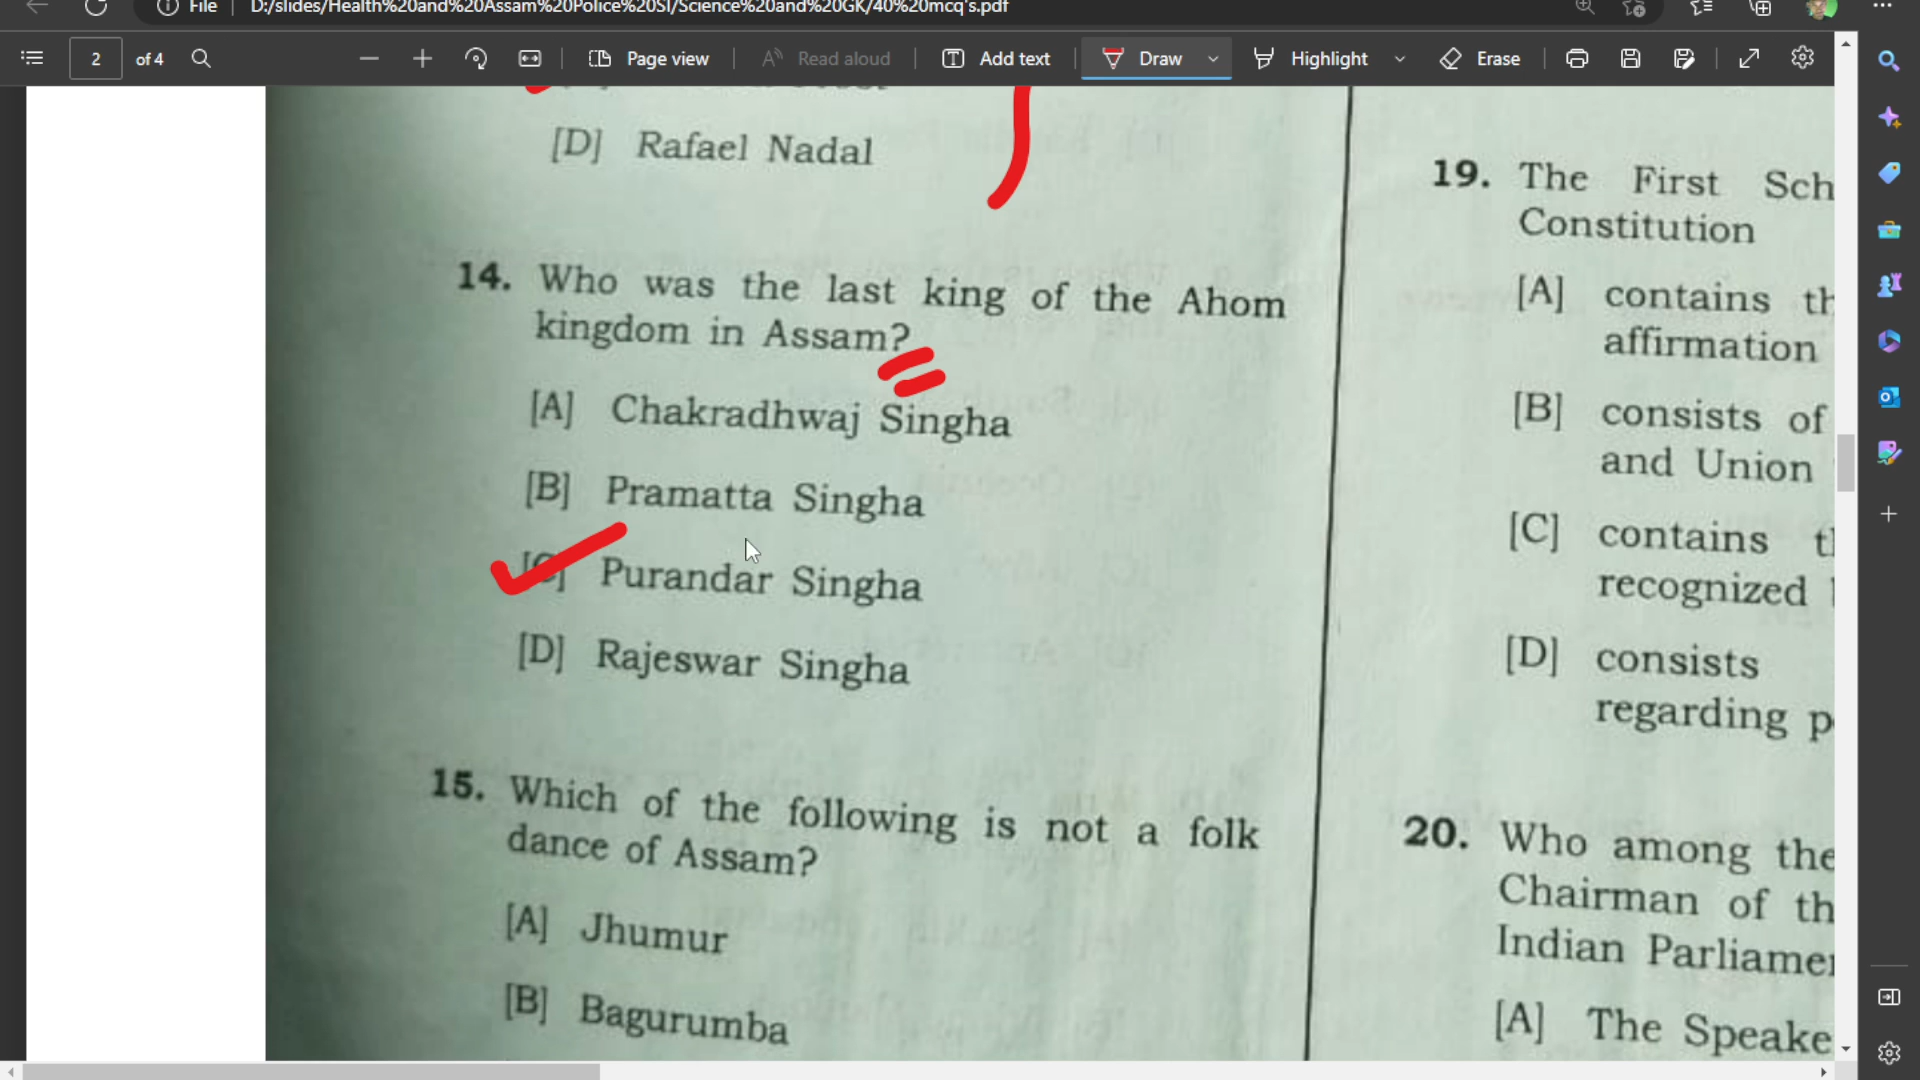 File
D:/slides/Health%20and%20Assam%20Police%20SI/Science%20and%20GK/40%20mcq's.pdf
2 of 4
Page view
Read aloud
Add text
Draw
Highlight
Erase
[D] Rafael Nadal
14. Who was the last king of the Ahom
kingdom in Assam?
[A] Chakradhwaj Singha
[B] Pramatta Singha
[C] Purandar Singha
[D] Rajeswar Singha
15. Which of the following is not a folk
dance of Assam?
[A] Jhumur
[B] Bagurumba
19. The First Sch
Constitution
[A] contains th
affirmation
[B] consists of
and Union
[C] contains t
recognized
[D] consists
regarding p
20. Who among the
Chairman of th
Indian Parliame
[A] The Speake